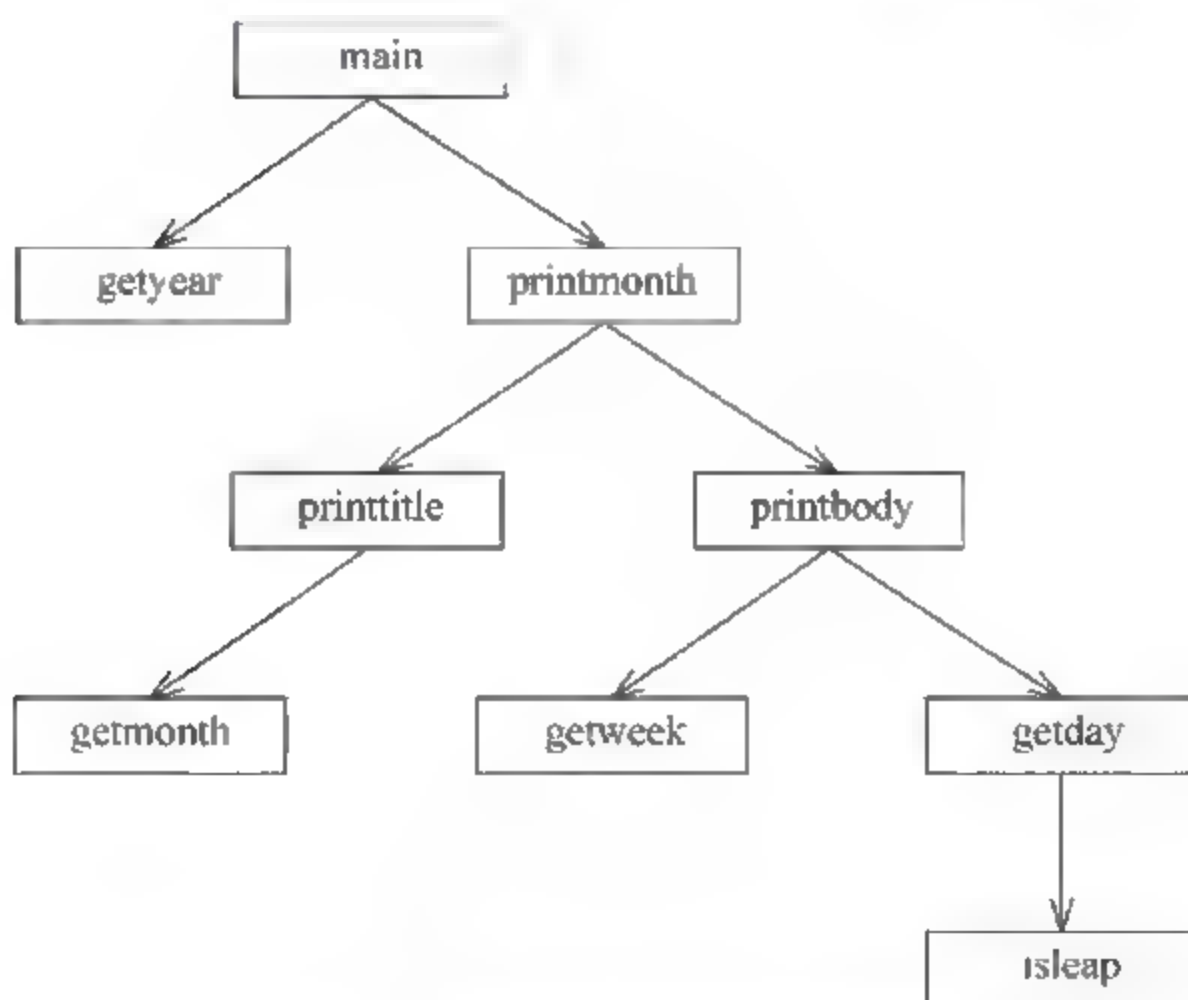 main
getyear
printmonth
printtitle
printbody
getmonth
getweek
getday
isleap